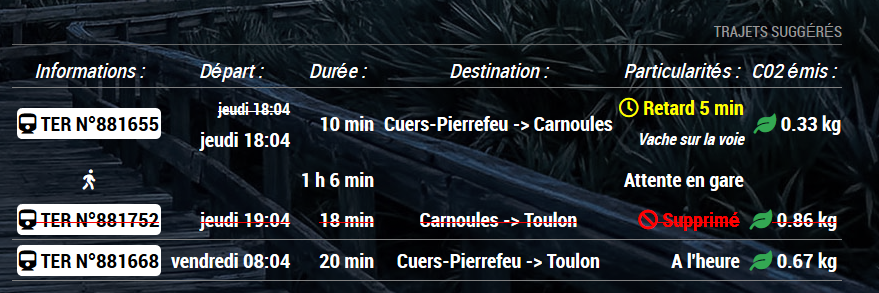 TRAJETS SUGGÉRÉS
Informations : Départ : Durée : Destination : Particularités : CO2 émis :
jeudi 18:04
TER N°881655 jeudi 18:04 10 min Cuers-Pierrefeu -> Carnoules Retard 5 min 0.33 kg
Vache sur la voie
1 h 6 min Attente en gare
TER N°881752 jeudi 19:04 18 min Carnoules -> Toulon Supprimé 0.86 kg
TER N°881668 vendredi 08:04 20 min Cuers-Pierrefeu -> Toulon A l'heure 0.67 kg